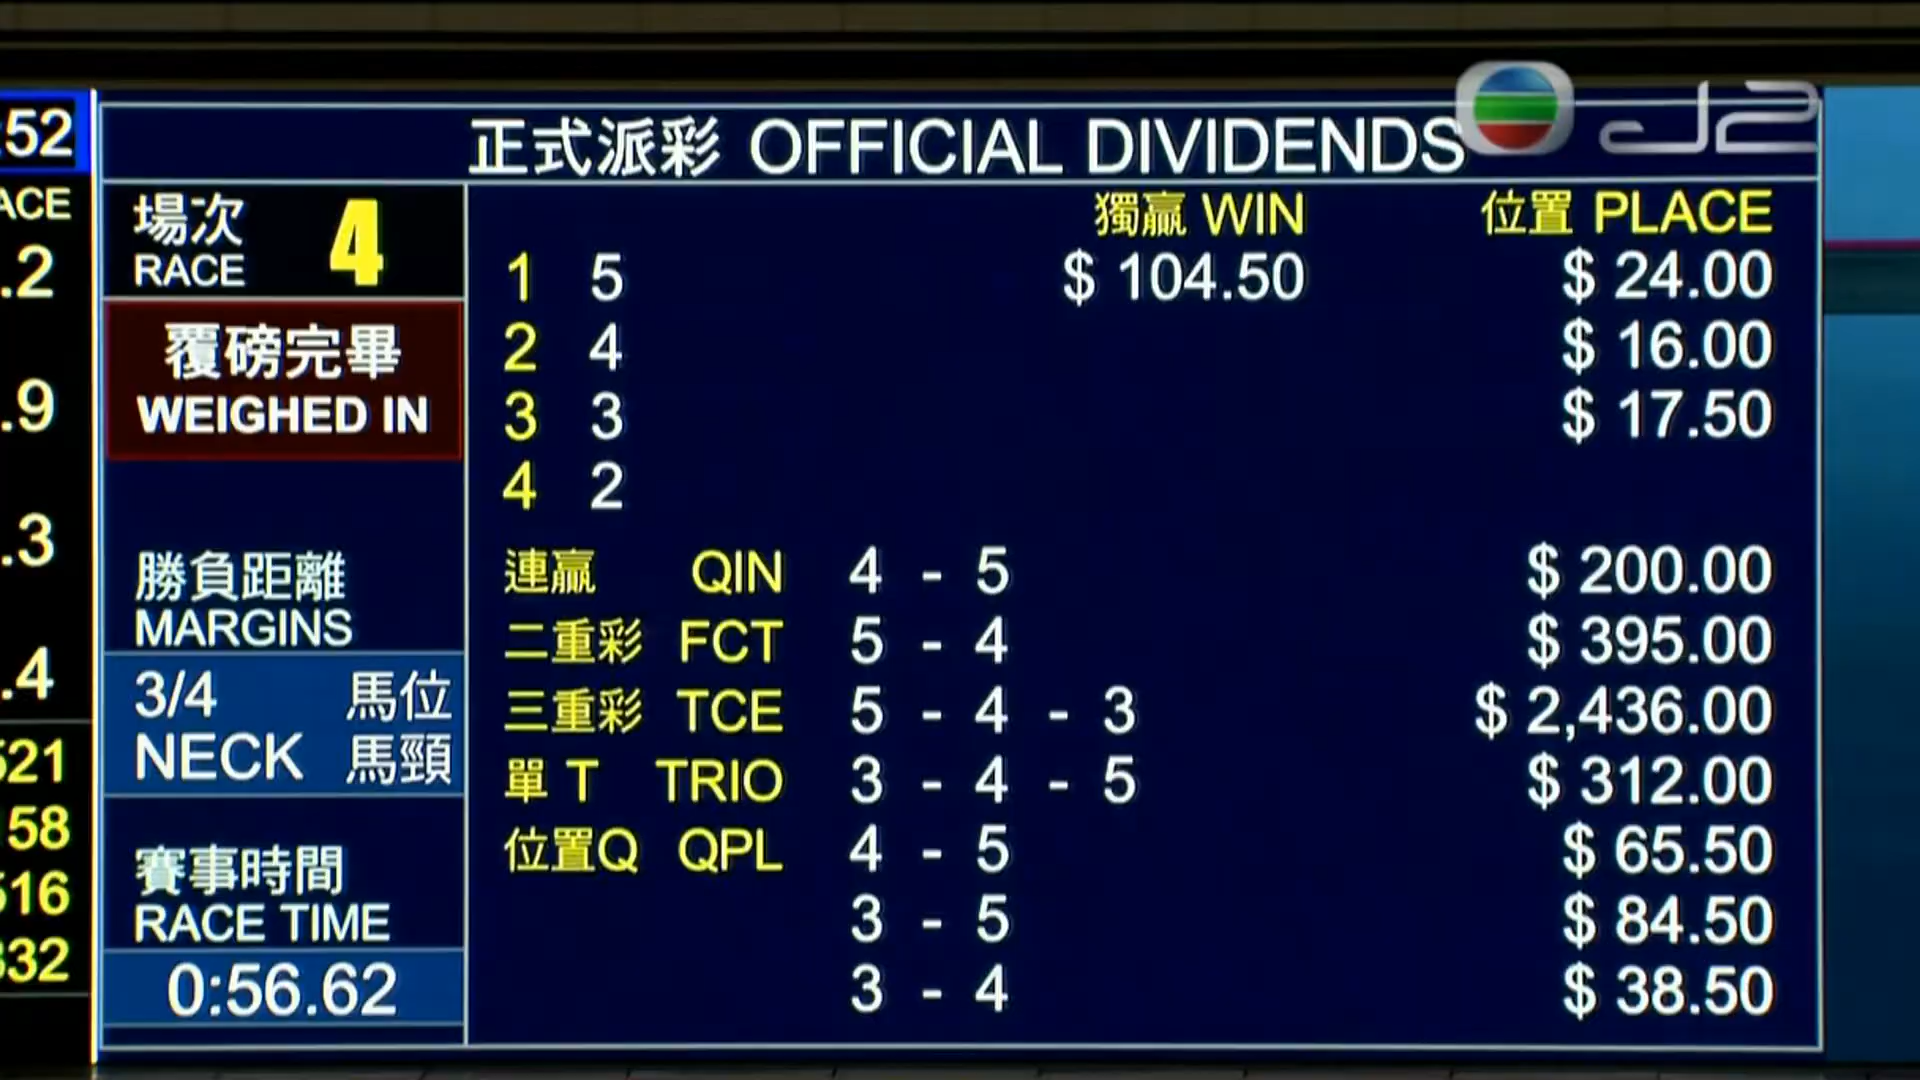 J2
正式派彩 OFFICIAL DIVIDENDS
:52
ACE
.2
.9
.3
.4
521
158
516
332
場次
RACE 4
覆磅完畢
WEIGHED IN
勝負距離
MARGINS
3/4 馬位
NECK 馬頸
賽事時間
RACE TIME
0:56.62
獨贏 WIN 位置 PLACE
1 5 $ 104.50 $ 24.00
2 4 $ 16.00
3 3 $ 17.50
4 2
連贏 QIN 4 - 5 $ 200.00
二重彩 FCT 5 - 4 $ 395.00
三重彩 TCE 5 - 4 - 3 $ 2,436.00
單T TRIO 3 - 4 - 5 $ 312.00
位置Q QPL 4 - 5 $ 65.50
3 - 5 $ 84.50
3 - 4 $ 38.50